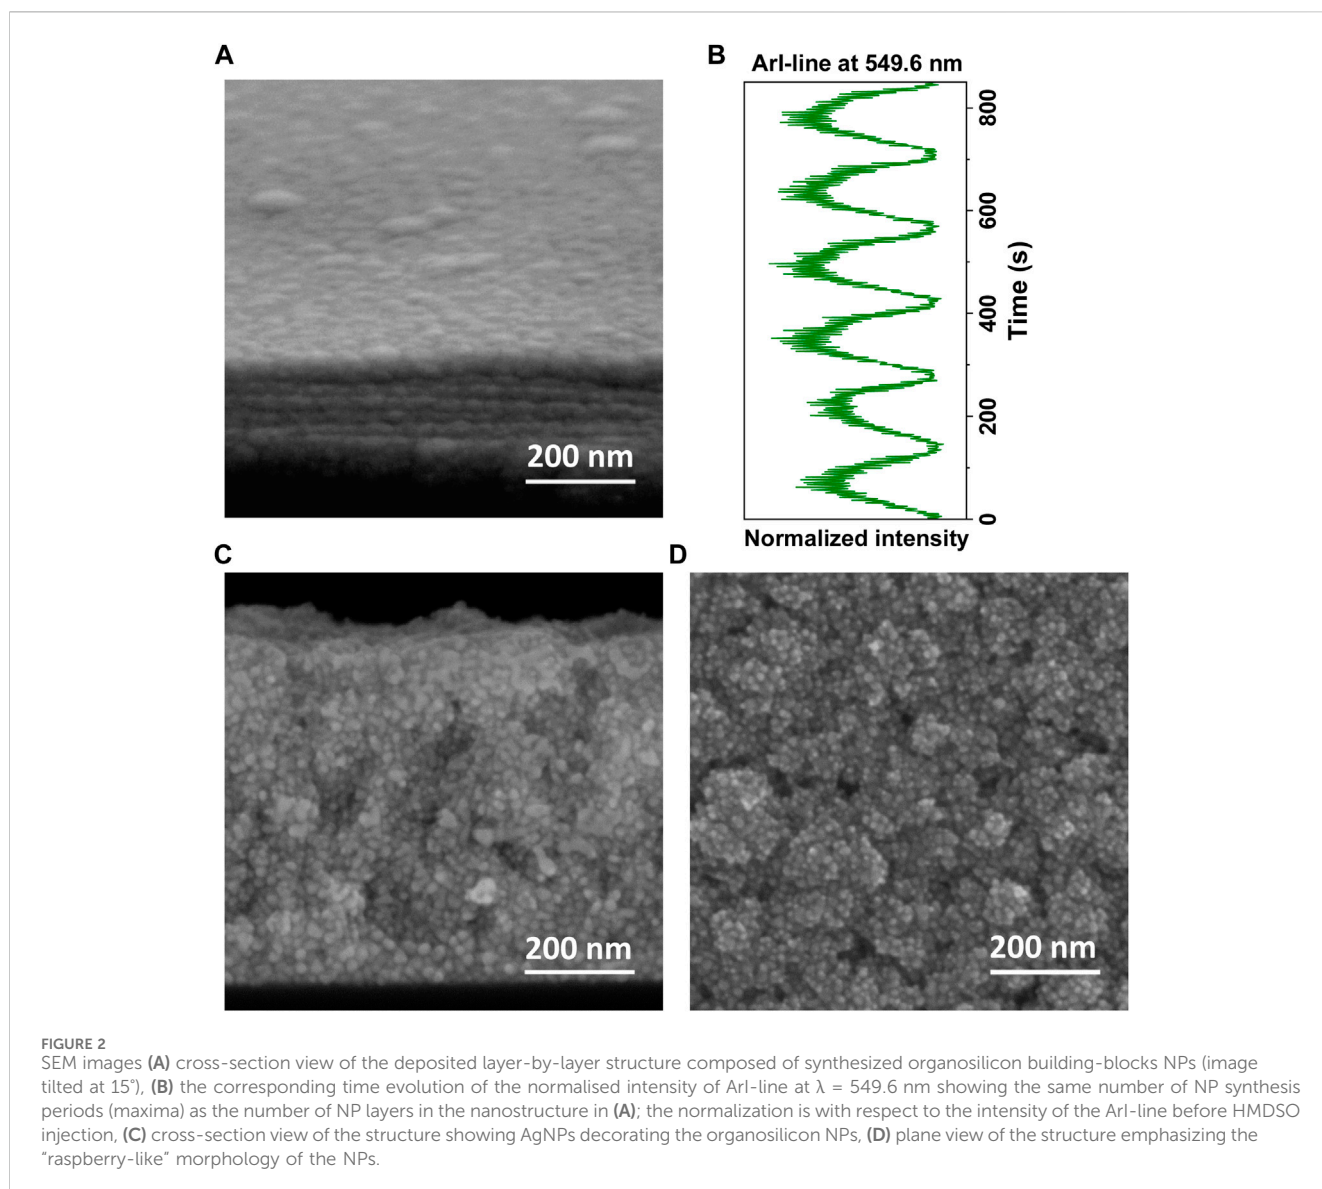 A
200 nm
B
ArI-line at 549.6 nm
0
200
400
600
800
Time (s)
Normalized intensity
C
200 nm
D
200 nm
FIGURE 2
SEM images (A) cross-section view of the deposited layer-by-layer structure composed of synthesized organosilicon building-blocks NPs (image
tilted at 15°), (B) the corresponding time evolution of the normalised intensity of ArI-line at λ = 549.6 nm showing the same number of NP synthesis
periods (maxima) as the number of NP layers in the nanostructure in (A); the normalization is with respect to the intensity of the ArI-line before HMDSO
injection, (C) cross-section view of the structure showing AgNPs decorating the organosilicon NPs, (D) plane view of the structure emphasizing the
“raspberry-like” morphology of the NPs.